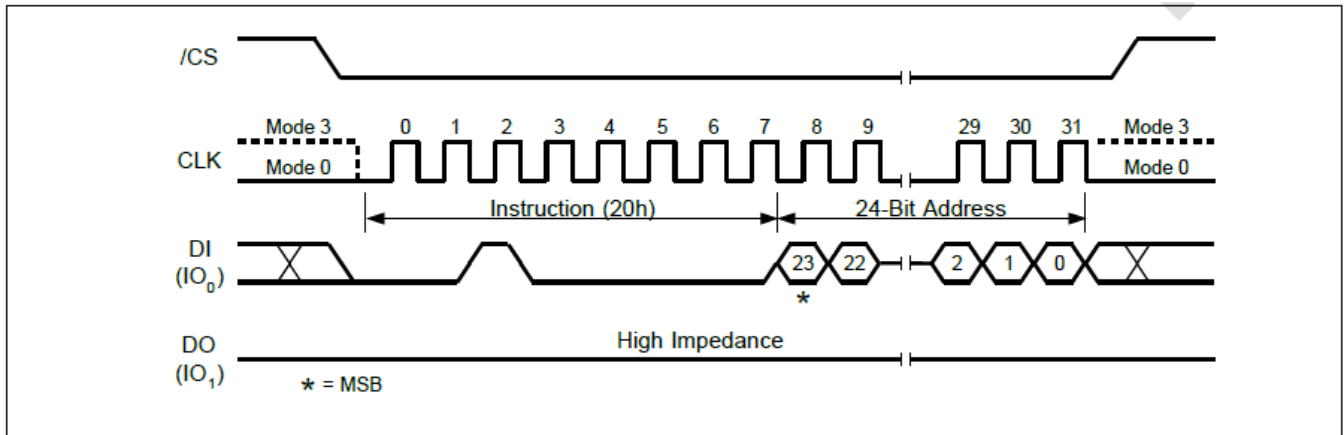 /CS
Mode 3 0 1 2 3 4 5 6 7 8 9 29 30 31 Mode 3
CLK
Mode 0 Mode 0
Instruction (20h) 24-Bit Address
DI
(IO₀)
23 22 2 1 0
*
High Impedance
DO
(IO₁)
* = MSB